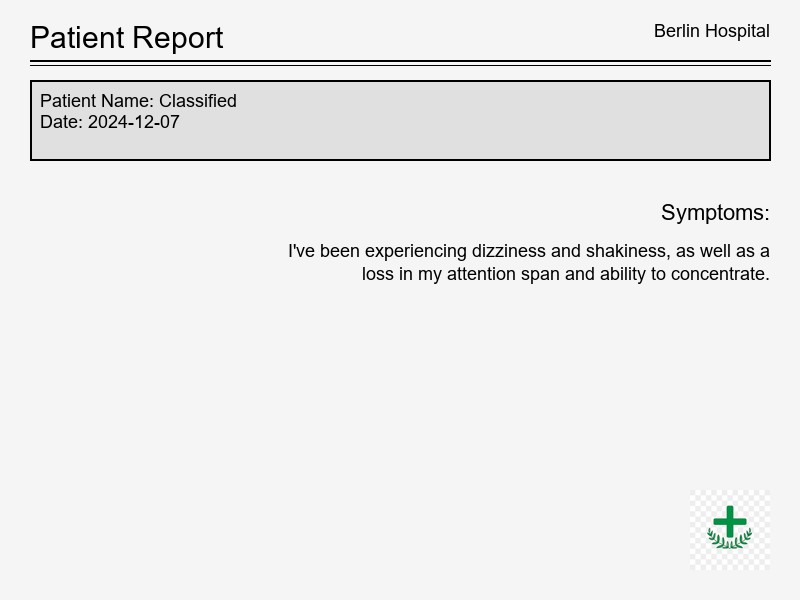 Patient Report
Berlin Hospital
Patient Name: Classified
Date: 2024-12-07
Symptoms:
I've been experiencing dizziness and shakiness, as well as a
loss in my attention span and ability to concentrate.